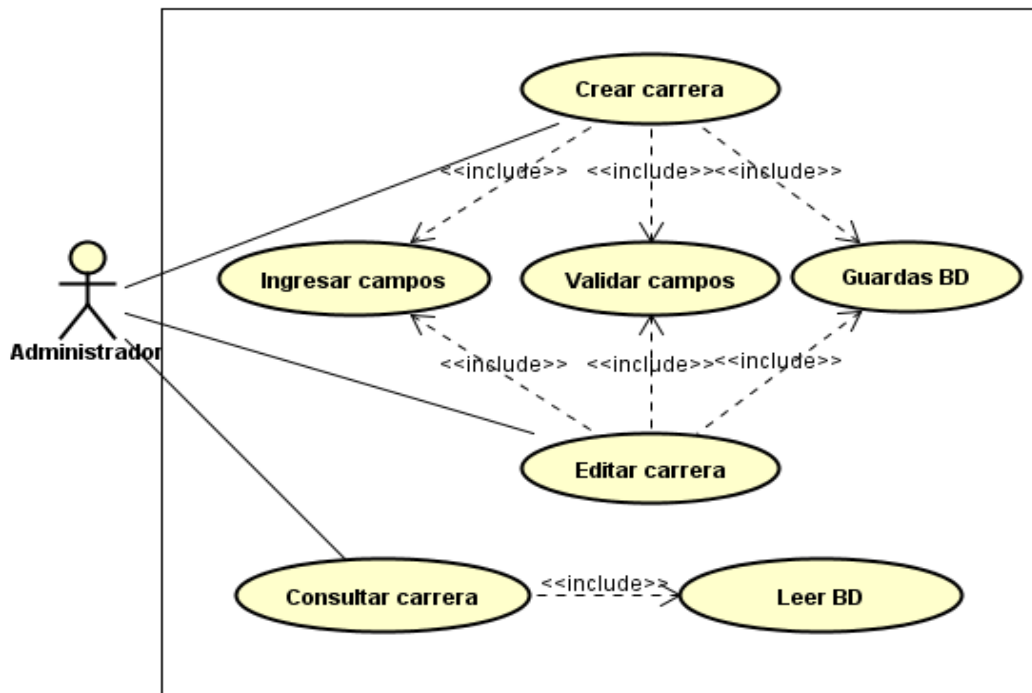 Crear carrera
<<include>>
<<include>>
<<include>>
Ingresar campos
Validar campos
Guardas BD
Administrador
<<include>>
<<include>>
<<include>>
Editar carrera
Consultar carrera
<<include>>
Leer BD